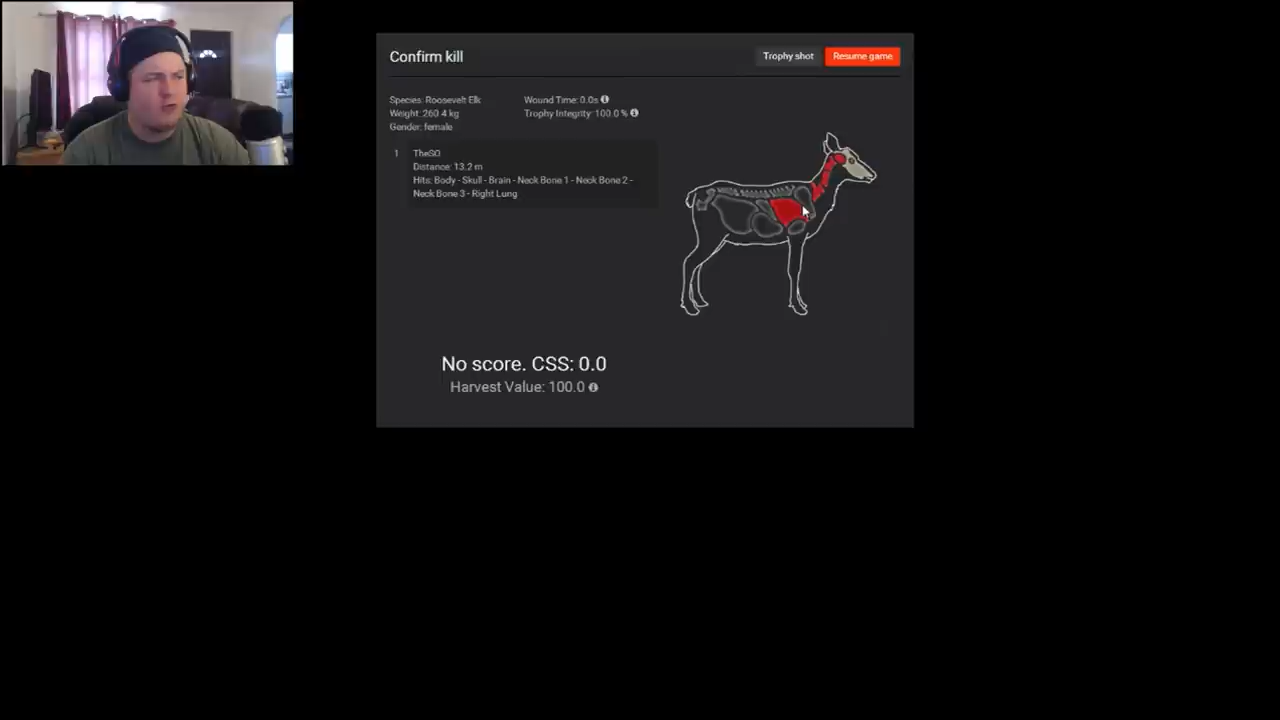 Confirm kill
Trophy shot
Resume game
Species: Roosevelt Elk
Wound Time: 0.0s
Weight: 260.4 kg
Trophy Integrity: 100.0 %
Gender: female
1
TheSO
Distance: 13.2 m
Hits: Body - Skull - Brain - Neck Bone 1 - Neck Bone 2 -
Neck Bone 3 - Right Lung
No score. CSS: 0.0
Harvest Value: 100.0